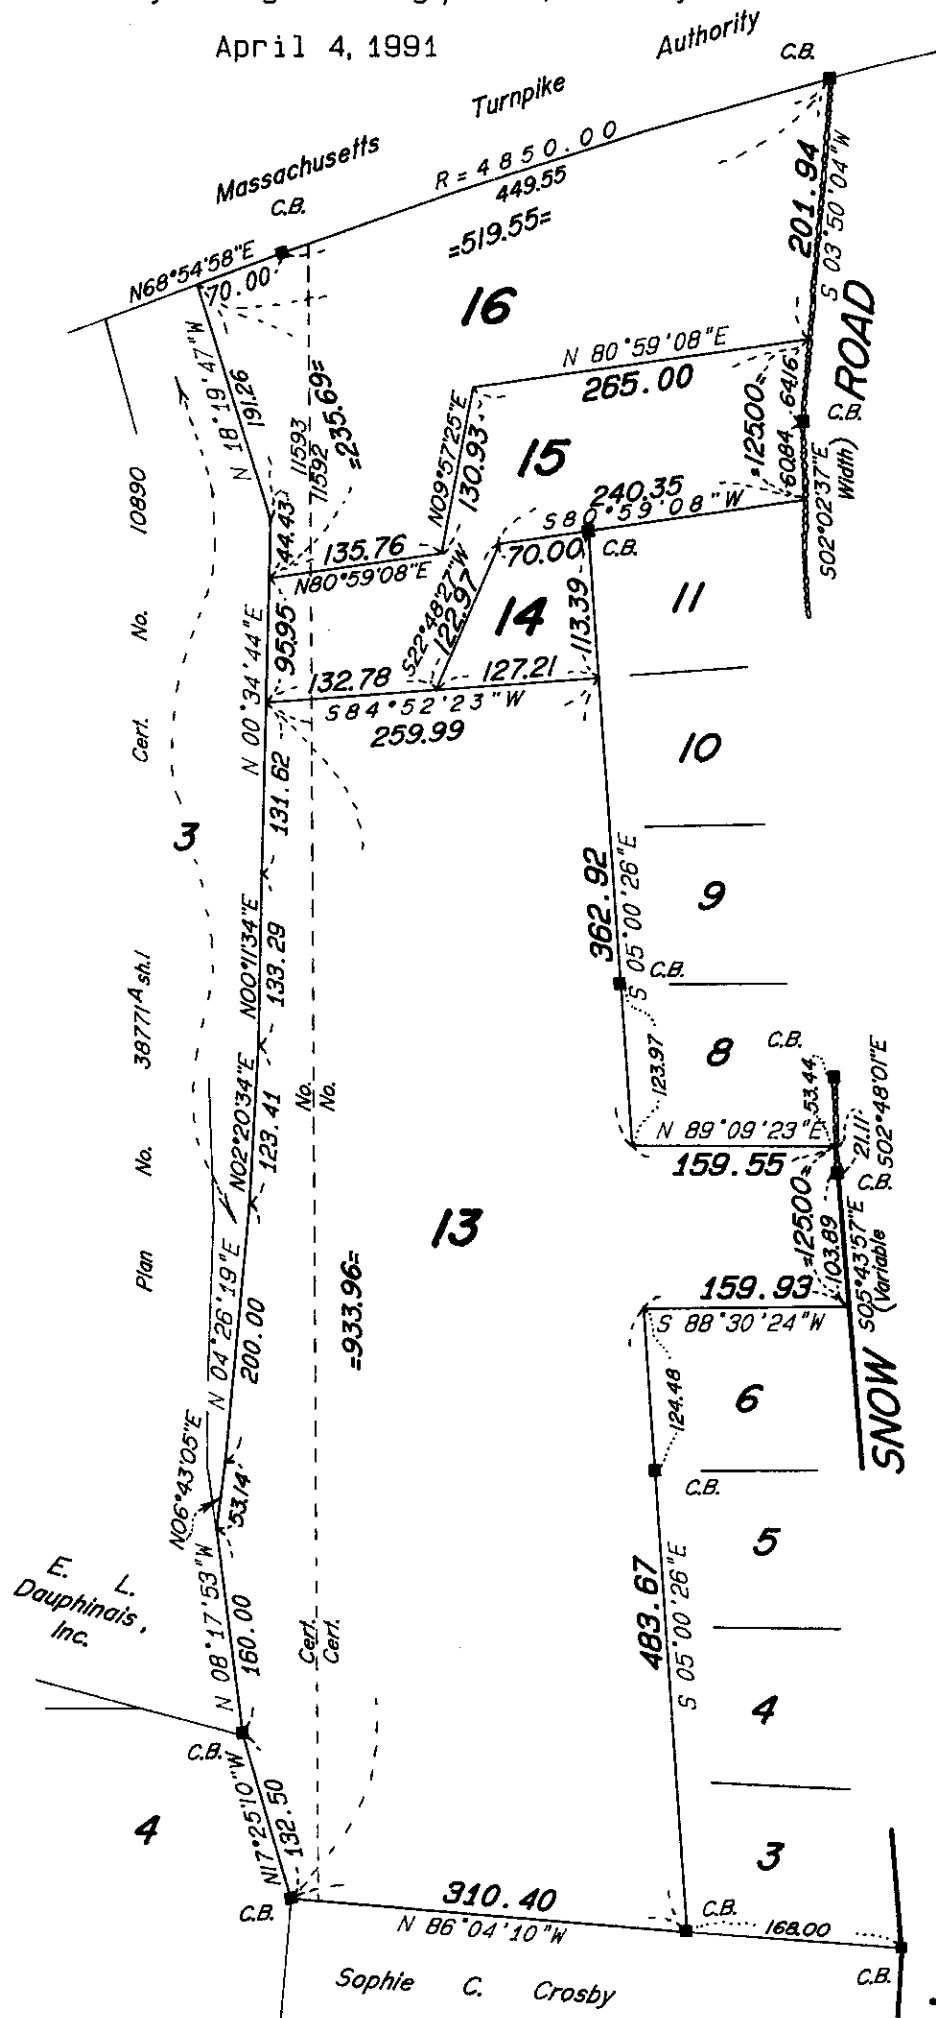 April 4, 1991
Massachusetts Turnpike Authority
C.B.
C.B.
R = 4850.00
449.55
=519.55=
N68°54'58"E
70.00
201.94
S 03°50'04"W
16
N 18°19'47"W
191.26
11593
11592
=235.69=
N 80°59'08"E
265.00
ROAD
N09°57'25"E
130.93
15
=125.00=
64.16
60.84
C.B.
S02°02'37"E
Width)
240.35
S80°59'08"W
44.43
135.76
N80°59'08"E
70.00
C.B.
S22°48'27"W
122.97
14
113.39
11
N 00°34'44"E
95.95
132.78
127.21
S84°52'23"W
259.99
10
131.62
3
Plan No. 38771A sh.1 Cert. No. 10890
362.92
S 05°00'26"E
9
C.B.
N00°11'34"E
133.29
123.97
8
C.B.
53.44
N02°20'34"E
123.41
No.
No.
N 89°09'23"E
159.55
21.11
S02°48'01"E
C.B.
=125.00=
103.89
S05°43'57"E
(Variable
13
N 04°26'19"E
200.00
=933.96=
159.93
S 88°30'24"W
SNOW
124.48
6
C.B.
N06°43'05"E
53.14
5
E. L.
Dauphinais,
Inc.
N 08°17'53"W
160.00
Cert.
Cert.
483.67
S 05°00'26"E
4
C.B.
N17°25'10"W
132.50
4
3
C.B.
310.40
N 86°04'10"W
C.B.
168.00
C.B.
Sophie C. Crosby